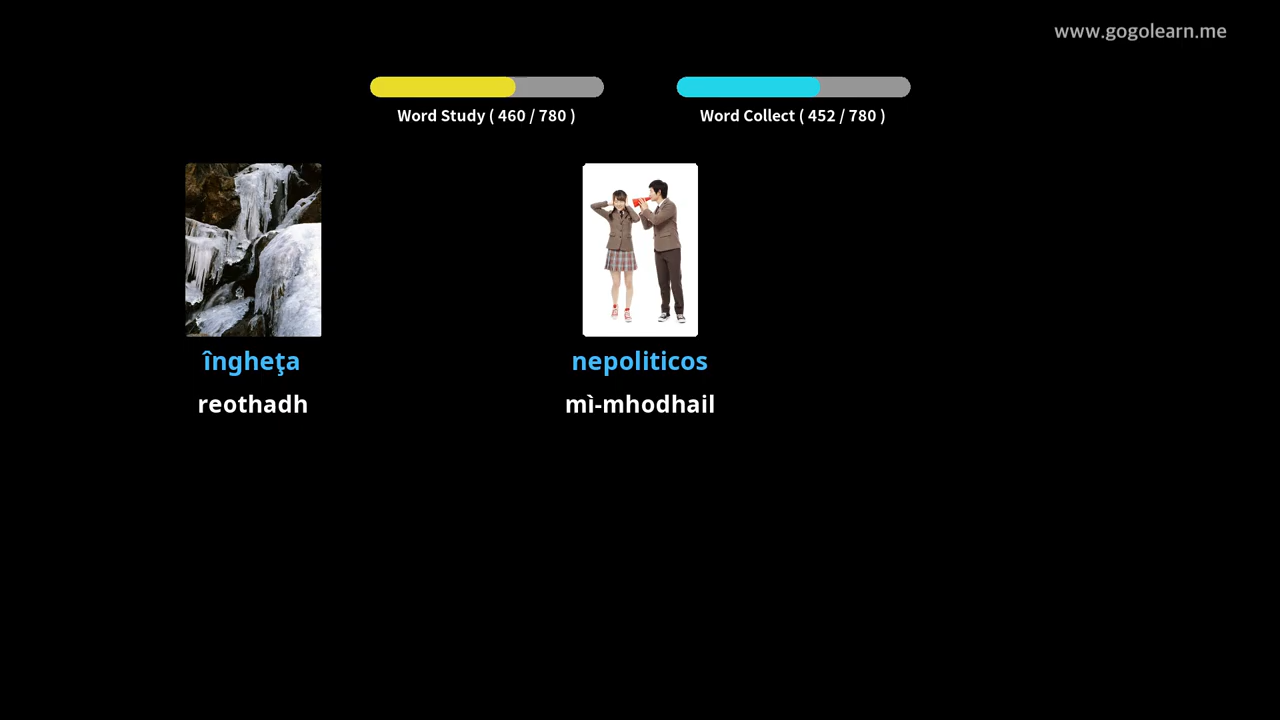 www.gogolearn.me
Word Study ( 460 / 780 )
Word Collect ( 452 / 780 )
îngheţa
nepoliticos
reothadh
mì-mhodhail